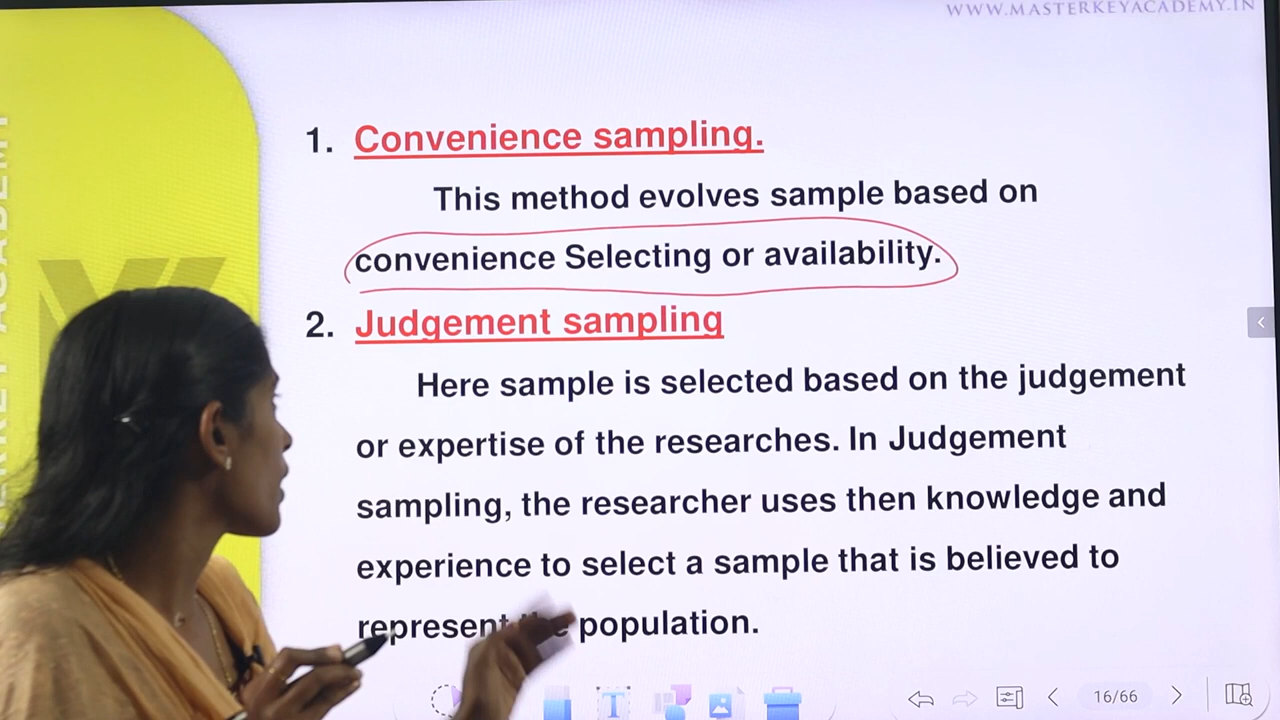 WWW.MASTERKEYACADEMY.IN
1. Convenience sampling.
This method evolves sample based on
convenience Selecting or availability.
2. Judgement sampling
Here sample is selected based on the judgement
or expertise of the researches. In Judgement
sampling, the researcher uses then knowledge and
experience to select a sample that is believed to
represent the population.
T
16/66
ACADEMY